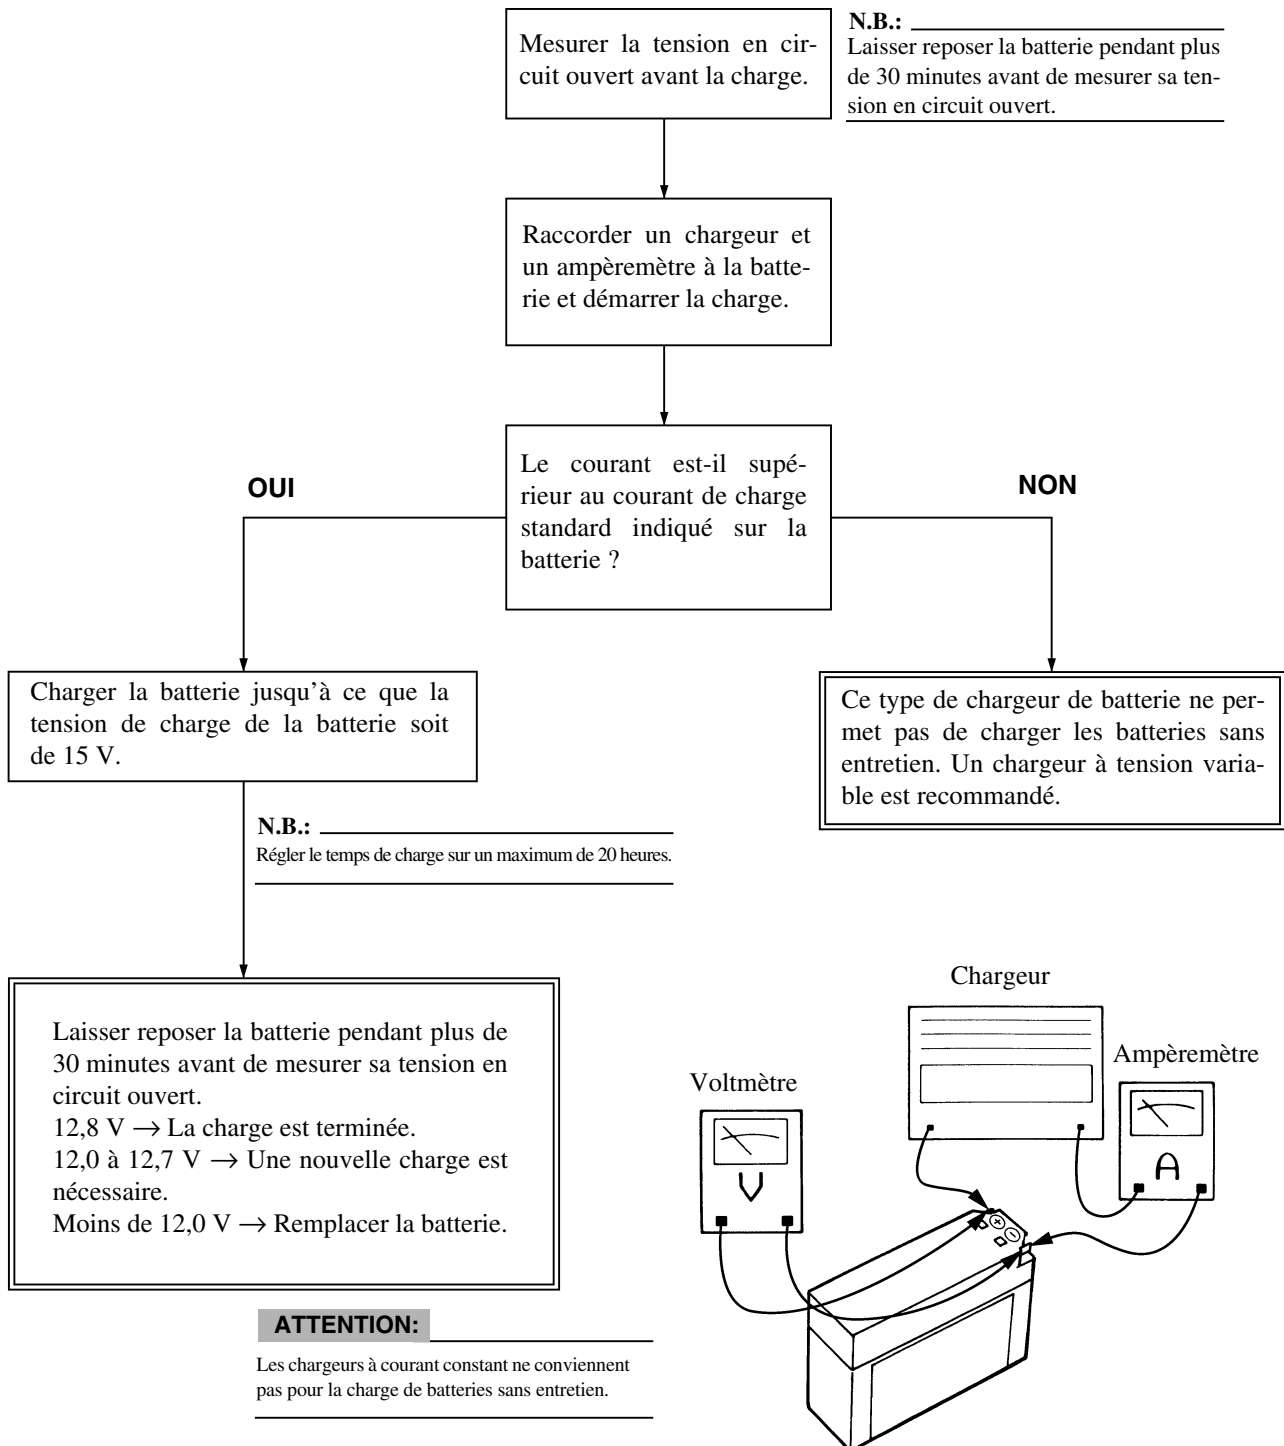 Mesurer la tension en cir-
cuit ouvert avant la charge.
N.B.:
Laisser reposer la batterie pendant plus
de 30 minutes avant de mesurer sa ten-
sion en circuit ouvert.
Raccorder un chargeur et
un ampèremètre à la batte-
rie et démarrer la charge.
Le courant est-il supé-
rieur au courant de charge
standard indiqué sur la
batterie ?
OUI
NON
Charger la batterie jusqu'à ce que la
tension de charge de la batterie soit
de 15 V.
Ce type de chargeur de batterie ne per-
met pas de charger les batteries sans
entretien. Un chargeur à tension varia-
ble est recommandé.
N.B.:
Régler le temps de charge sur un maximum de 20 heures.
Laisser reposer la batterie pendant plus de
30 minutes avant de mesurer sa tension en
circuit ouvert.
12,8 V → La charge est terminée.
12,0 à 12,7 V → Une nouvelle charge est
nécessaire.
Moins de 12,0 V → Remplacer la batterie.
Chargeur
Ampèremètre
Voltmètre
A
V
+
−
ATTENTION:
Les chargeurs à courant constant ne conviennent
pas pour la charge de batteries sans entretien.